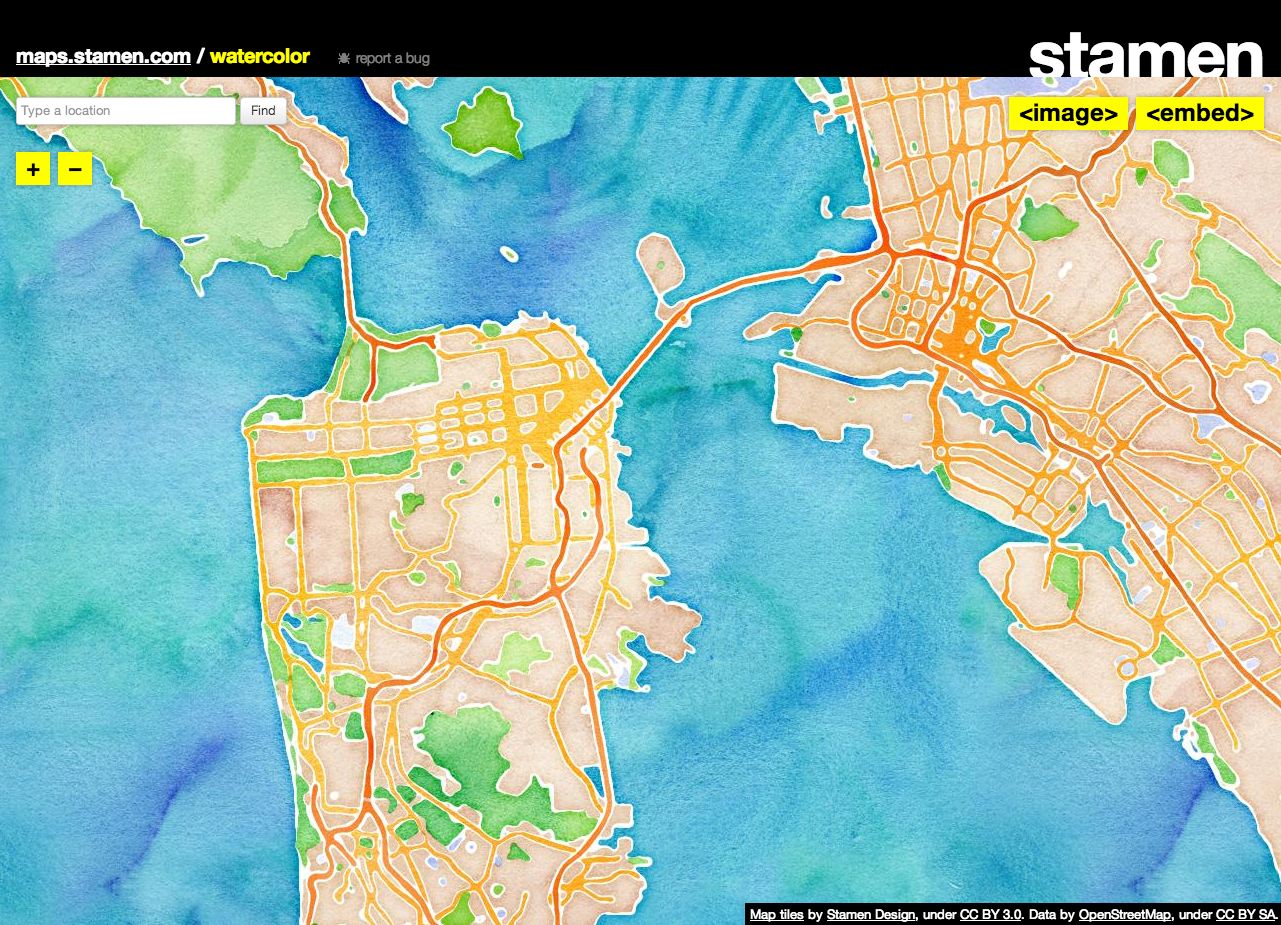 maps.stamen.com / watercolor
report a bug
stamen
Type a location
Find
<image>
<embed>
+
−
Map tiles by Stamen Design, under CC BY 3.0. Data by OpenStreetMap, under CC BY SA.